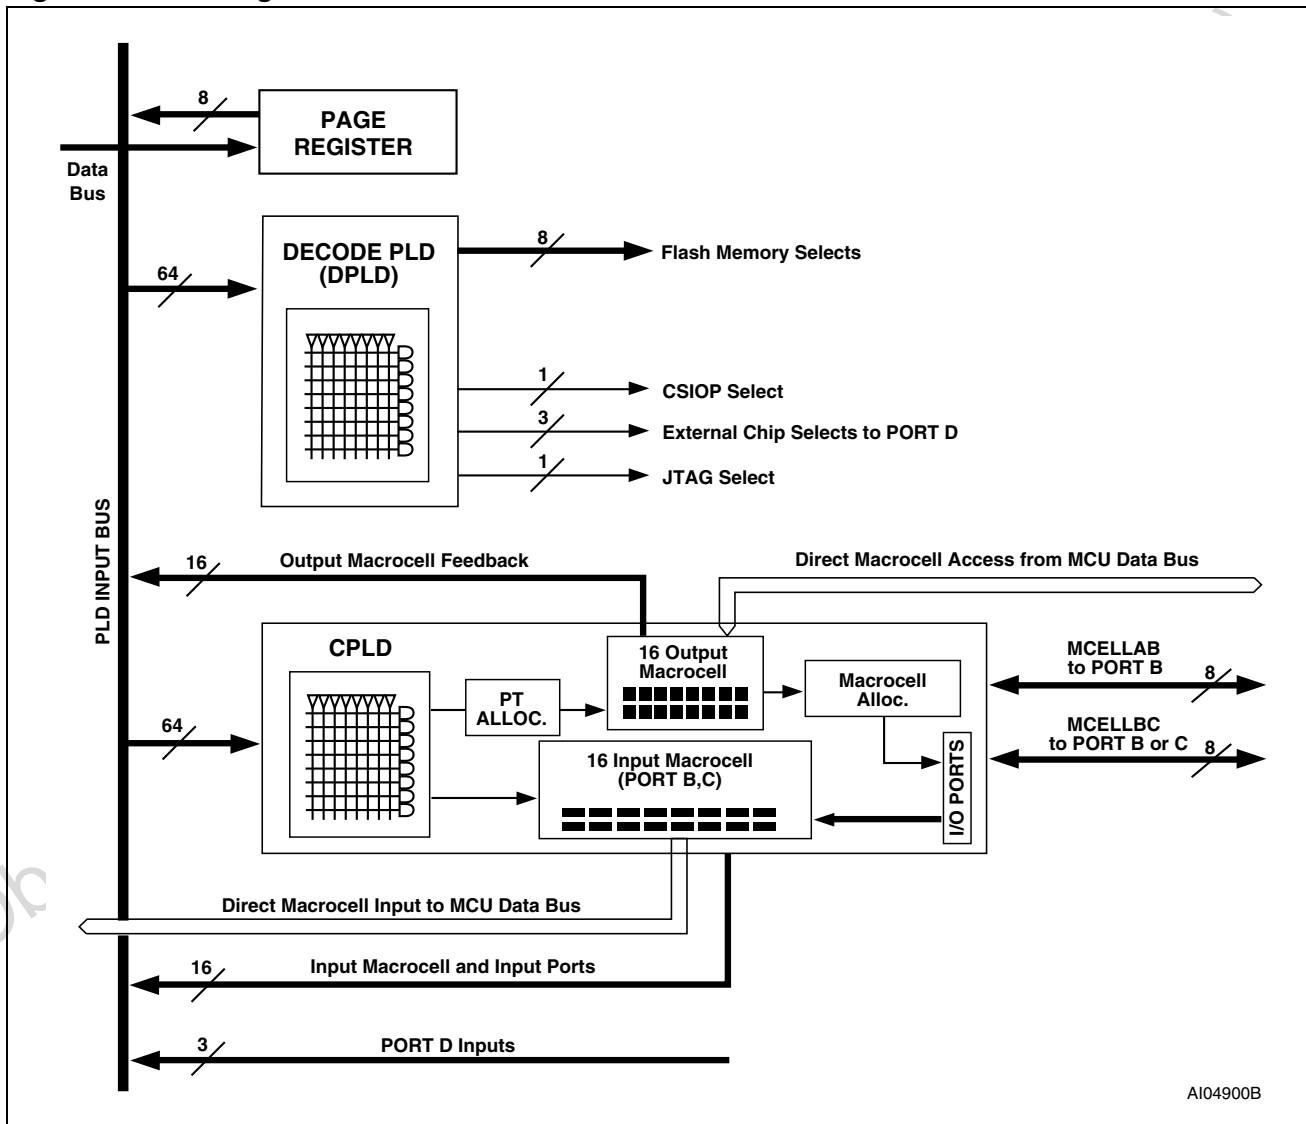 8
PAGE
REGISTER
Data
Bus
DECODE PLD
(DPLD)
8
Flash Memory Selects
64
1
CSIOP Select
3
External Chip Selects to PORT D
1
JTAG Select
PLD INPUT BUS
16
Output Macrocell Feedback
Direct Macrocell Access from MCU Data Bus
CPLD
16 Output
Macrocell
MCELLAB
to PORT B
8
PT
ALLOC.
Macrocell
Alloc.
64
MCELLBC
to PORT B or C
8
16 Input Macrocell
(PORT B,C)
I/O PORTS
Direct Macrocell Input to MCU Data Bus
16
Input Macrocell and Input Ports
3
PORT D Inputs
AI04900B